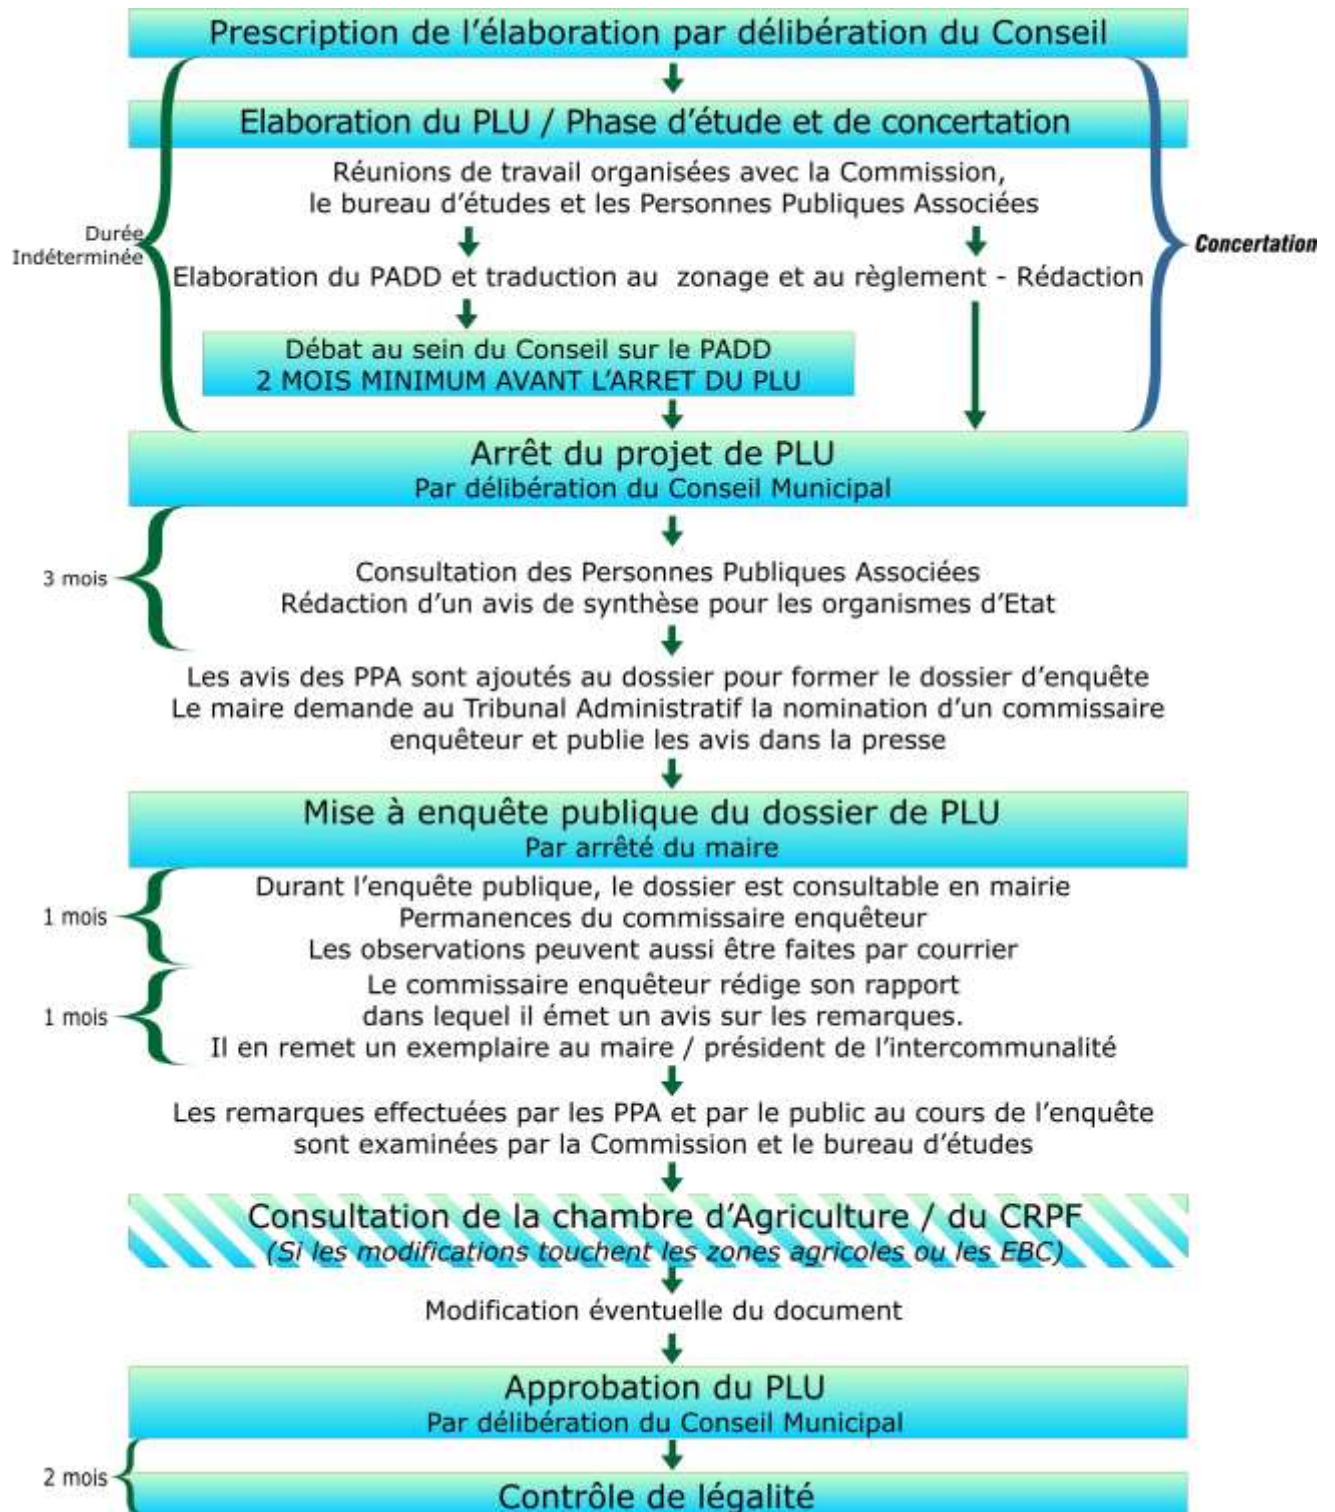 Prescription de l'élaboration par délibération du Conseil
Elaboration du PLU / Phase d'étude et de concertation
Réunions de travail organisées avec la Commission,
le bureau d'études et les Personnes Publiques Associées
Durée
Indéterminée
Concertation
Elaboration du PADD et traduction au zonage et au règlement - Rédaction
Débat au sein du Conseil sur le PADD
2 MOIS MINIMUM AVANT L'ARRET DU PLU
Arrêt du projet de PLU
Par délibération du Conseil Municipal
3 mois
Consultation des Personnes Publiques Associées
Rédaction d'un avis de synthèse pour les organismes d'Etat
Les avis des PPA sont ajoutés au dossier pour former le dossier d'enquête
Le maire demande au Tribunal Administratif la nomination d'un commissaire
enquêteur et publie les avis dans la presse
Mise à enquête publique du dossier de PLU
Par arrêté du maire
1 mois
Durant l'enquête publique, le dossier est consultable en mairie
Permanences du commissaire enquêteur
Les observations peuvent aussi être faites par courrier
1 mois
Le commissaire enquêteur rédige son rapport
dans lequel il émet un avis sur les remarques.
Il en remet un exemplaire au maire / président de l'intercommunalité
Les remarques effectuées par les PPA et par le public au cours de l'enquête
sont examinées par la Commission et le bureau d'études
Consultation de la chambre d'Agriculture / du CRPF
(Si les modifications touchent les zones agricoles ou les EBC)
Modification éventuelle du document
Approbation du PLU
Par délibération du Conseil Municipal
2 mois
Contrôle de légalité